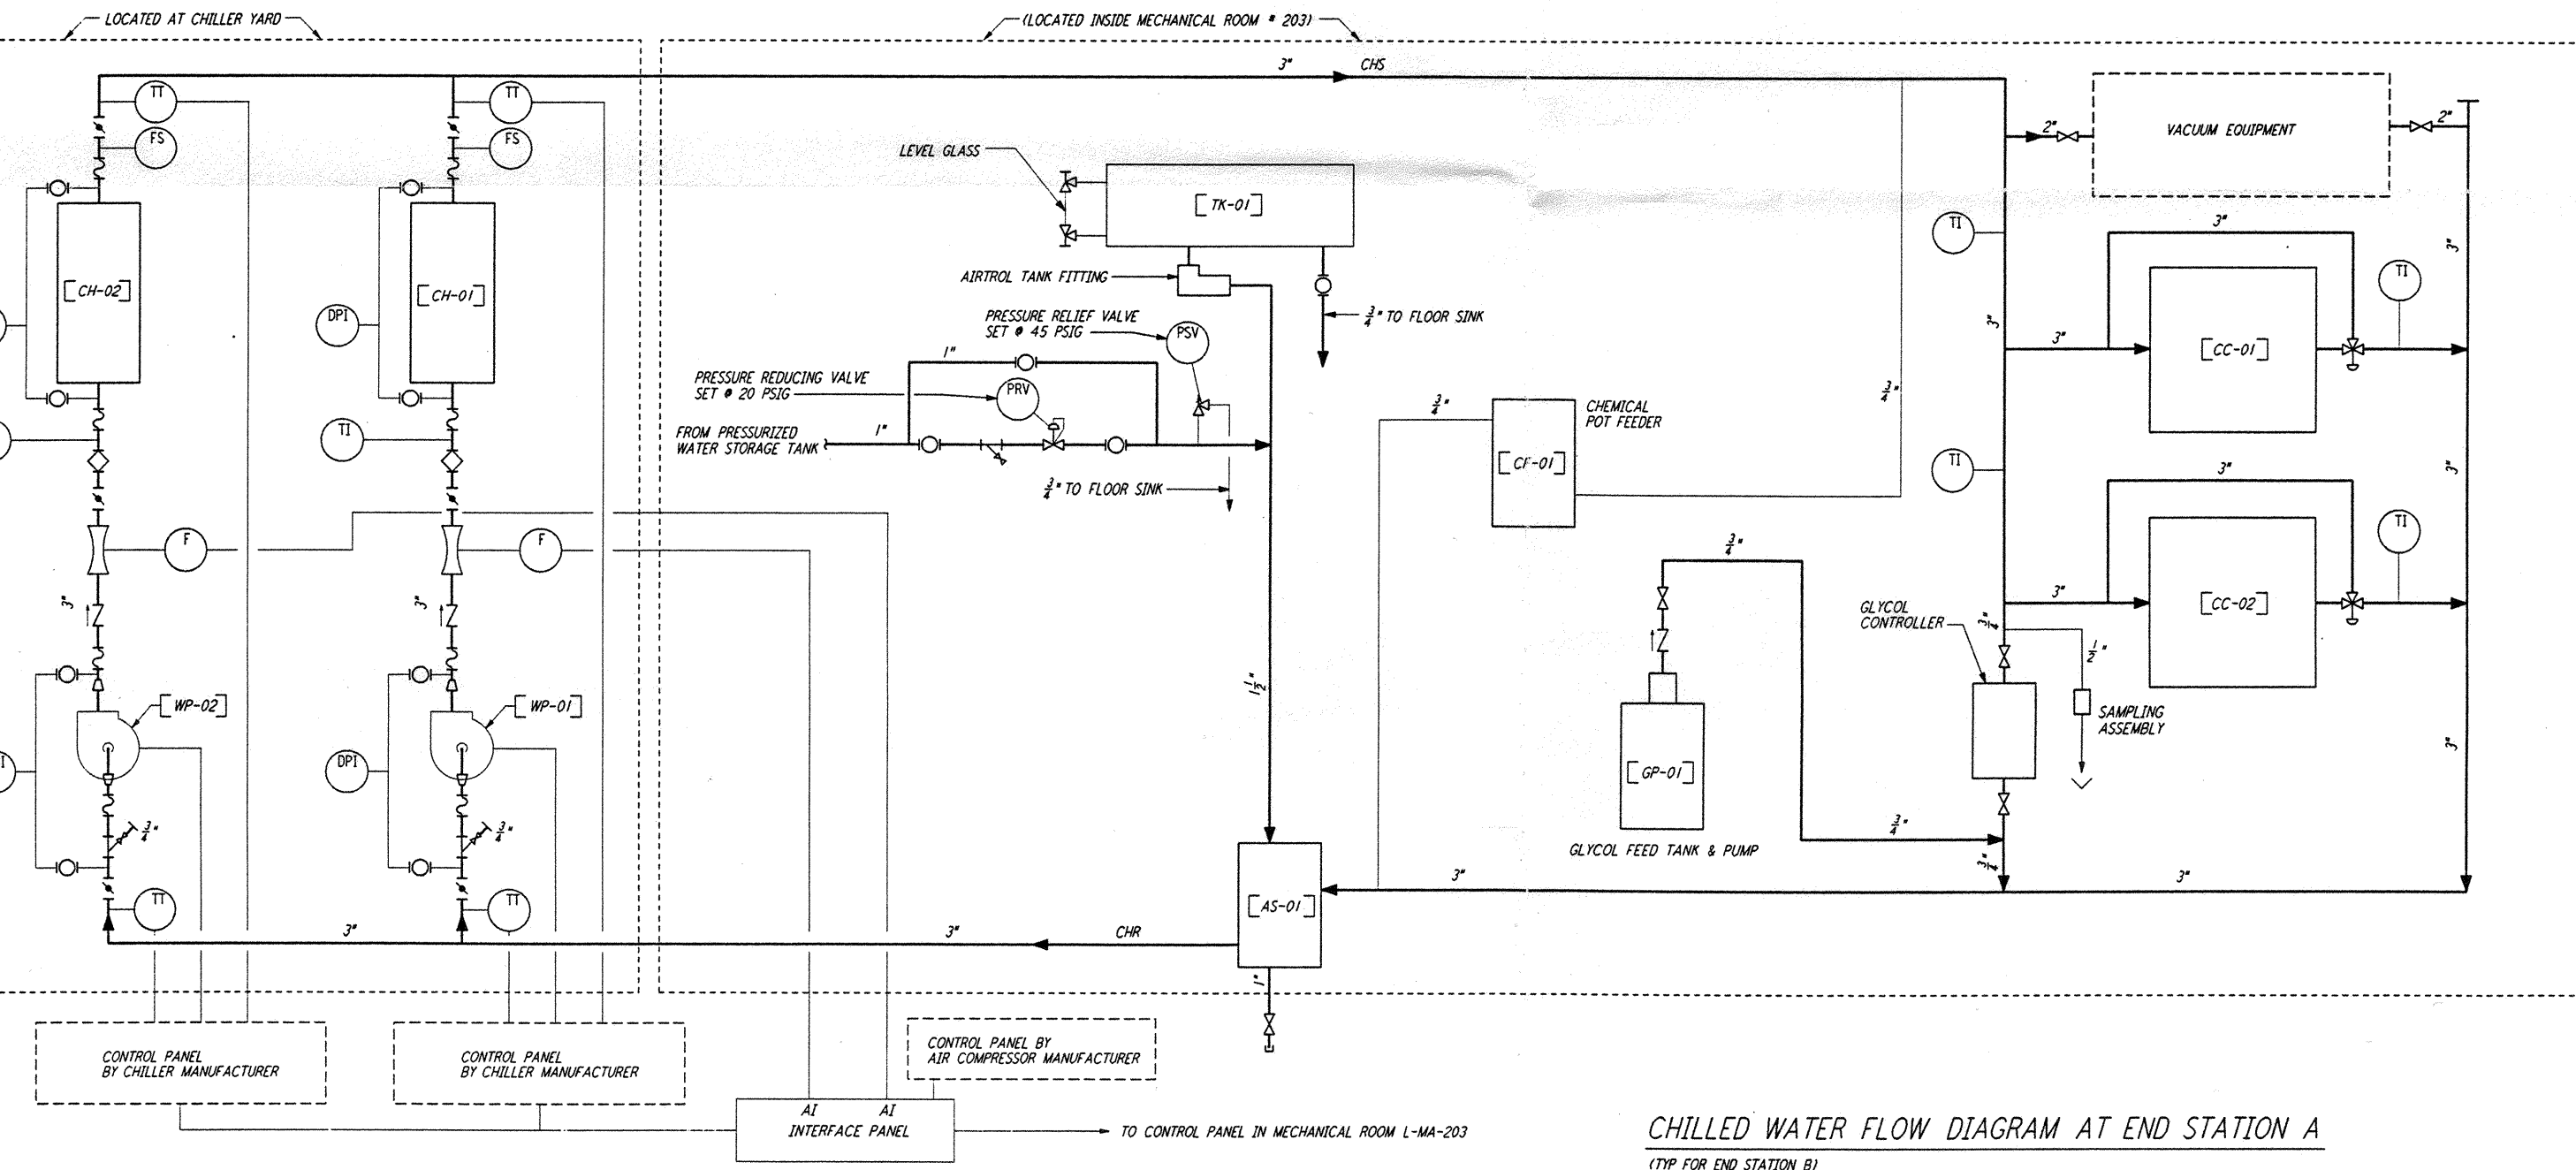 LOCATED AT CHILLER YARD
(LOCATED INSIDE MECHANICAL ROOM # 203)
3"
CHS
TT
FS
TT
FS
2"
VACUUM EQUIPMENT
2"
LEVEL GLASS
[TK-01]
[CH-02]
[CH-01]
DPI
AIRTROL TANK FITTING
PRESSURE RELIEF VALVE
SET @ 45 PSIG
PSV
3/4" TO FLOOR SINK
TI
3"
3"
TI
3"
3"
[CC-01]
1"
PRESSURE REDUCING VALVE
SET @ 20 PSIG
PRV
FROM PRESSURIZED
WATER STORAGE TANK
1"
3/4" TO FLOOR SINK
TI
3/4"
[CF-01]
CHEMICAL
POT FEEDER
3/4"
TI
3"
3"
TI
F
F
3/4"
3"
[CC-02]
3"
3"
GLYCOL
CONTROLLER
3/4"
1/2"
SAMPLING
ASSEMBLY
[WP-02]
[WP-01]
1 1/2"
3"
I
DPI
[GP-01]
3/4"
3/4"
GLYCOL FEED TANK & PUMP
3/4"
3/4"
TT
TT
[AS-01]
3"
3"
3"
3"
CHR
1"
CONTROL PANEL
BY CHILLER MANUFACTURER
CONTROL PANEL
BY CHILLER MANUFACTURER
CONTROL PANEL BY
AIR COMPRESSOR MANUFACTURER
AI
AI
INTERFACE PANEL
TO CONTROL PANEL IN MECHANICAL ROOM L-MA-203
CHILLED WATER FLOW DIAGRAM AT END STATION A
(TYP FOR END STATION B)